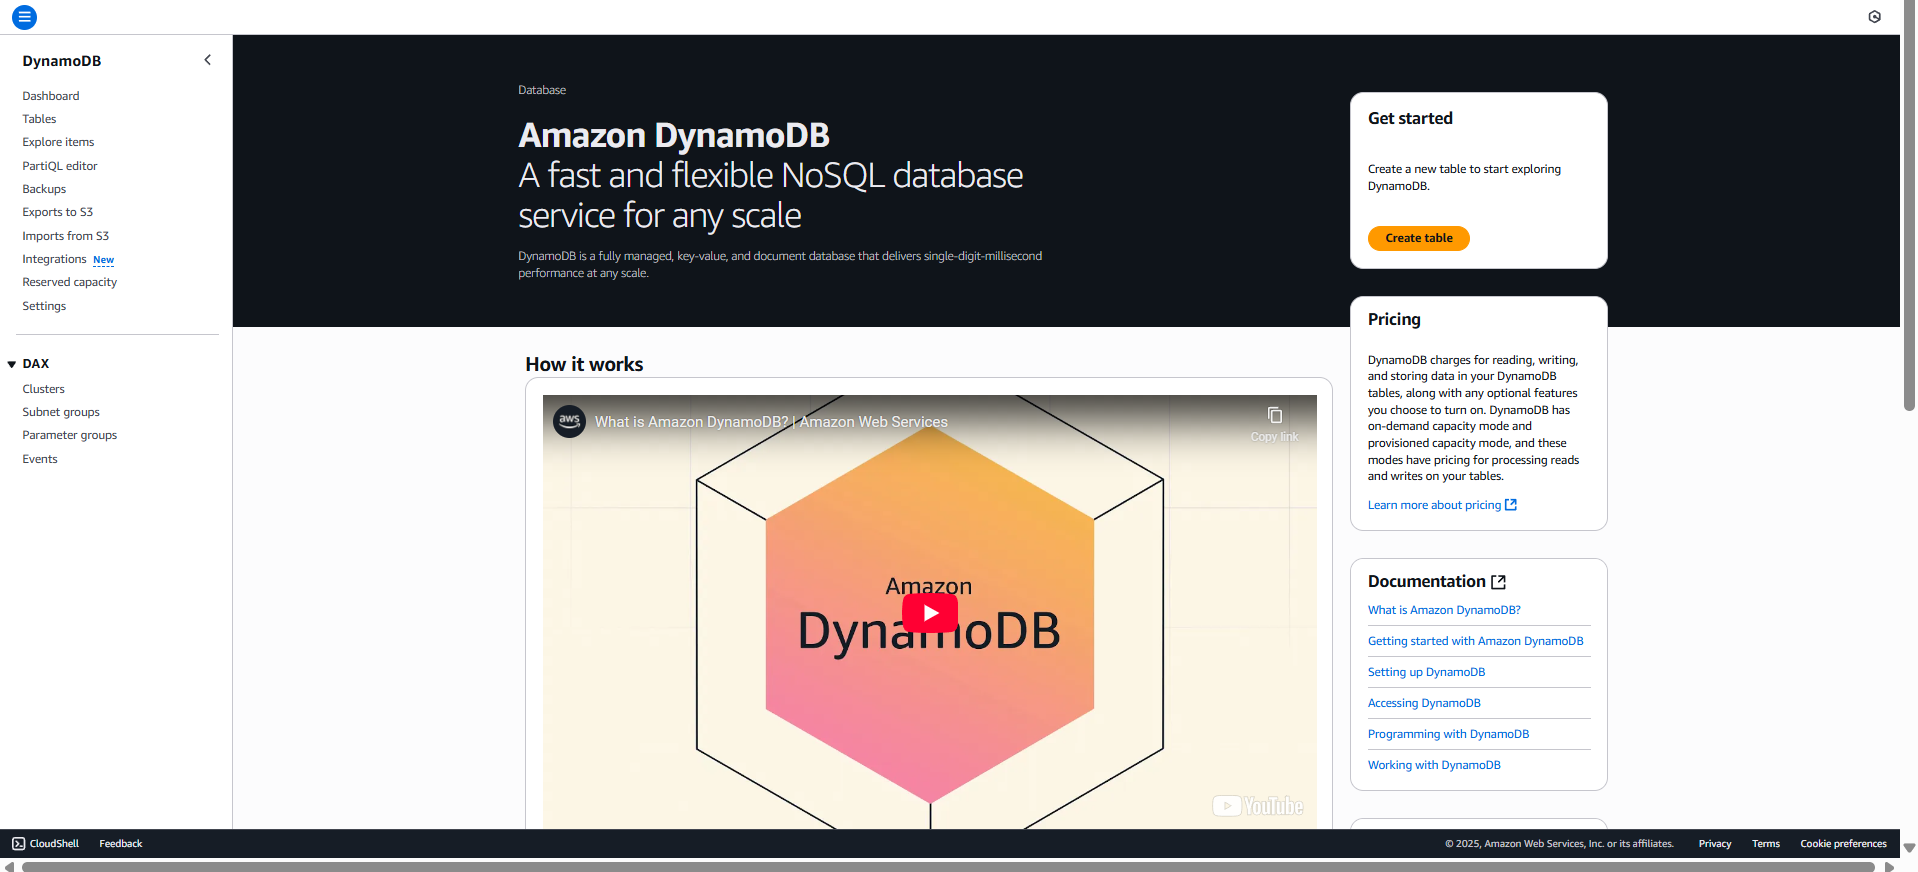 DynamoDB
Dashboard
Tables
Explore items
PartiQL editor
Backups
Exports to S3
Imports from S3
Integrations New
Reserved capacity
Settings
DAX
Clusters
Subnet groups
Parameter groups
Events
Database
Amazon DynamoDB
A fast and flexible NoSQL database
service for any scale
DynamoDB is a fully managed, key-value, and document database that delivers single-digit-millisecond
performance at any scale.
Get started
Create a new table to start exploring
DynamoDB.
Create table
Pricing
DynamoDB charges for reading, writing,
and storing data in your DynamoDB
tables, along with any optional features
you choose to turn on. DynamoDB has
on-demand capacity mode and
provisioned capacity mode, and these
modes have pricing for processing reads
and writes on your tables.
Learn more about pricing
How it works
aws
What is Amazon DynamoDB? | Amazon Web Services
Copy link
Amazon
DynamoDB
YouTube
Documentation
What is Amazon DynamoDB?
Getting started with Amazon DynamoDB
Setting up DynamoDB
Accessing DynamoDB
Programming with DynamoDB
Working with DynamoDB
CloudShell
Feedback
© 2025, Amazon Web Services, Inc. or its affiliates.
Privacy
Terms
Cookie preferences